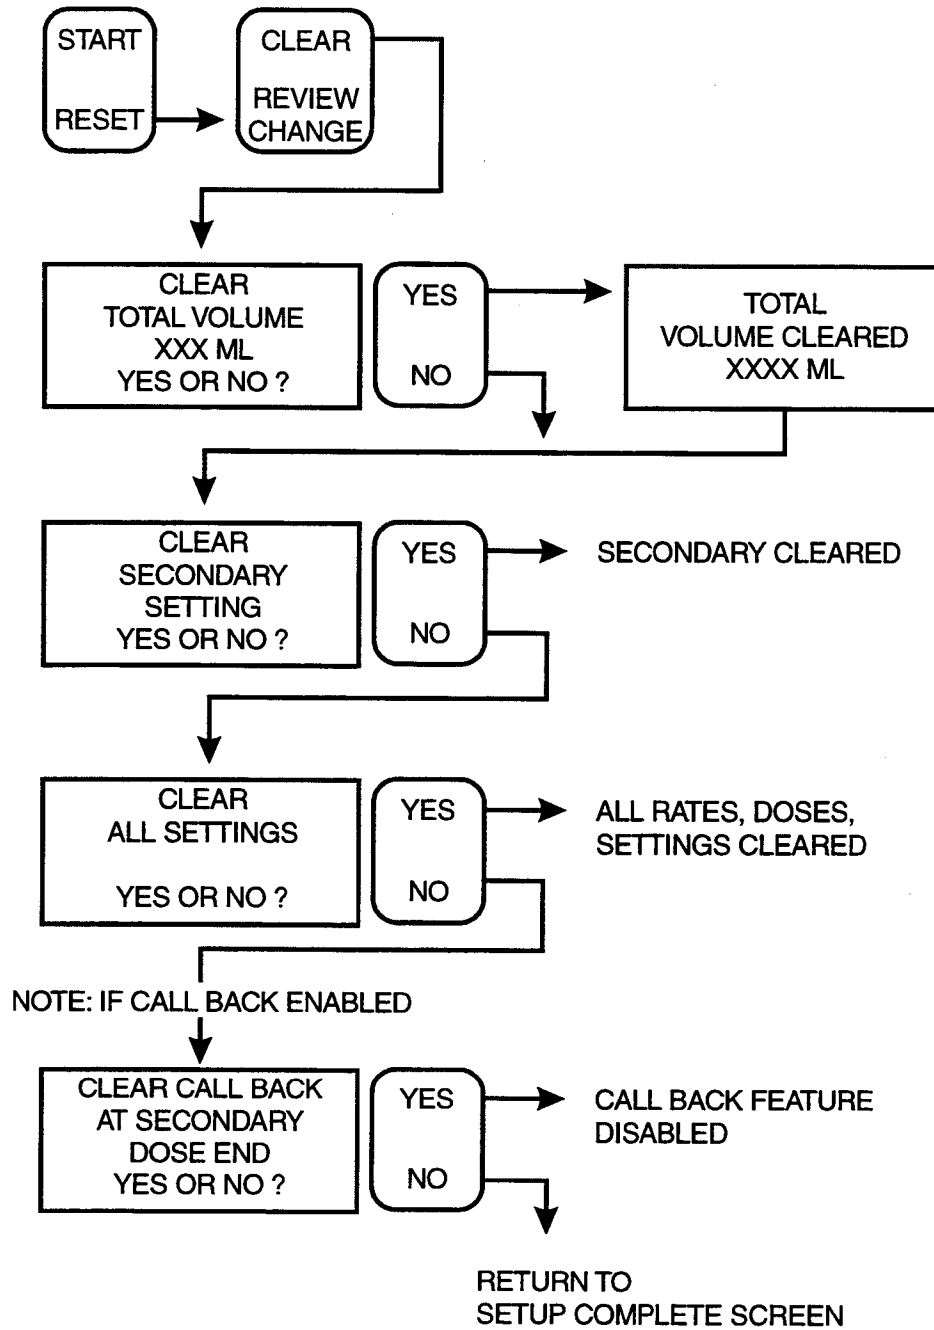 START
RESET
CLEAR
REVIEW
CHANGE
CLEAR
TOTAL VOLUME
XXX ML
YES OR NO ?
YES
NO
TOTAL
VOLUME CLEARED
XXXX ML
CLEAR
SECONDARY
SETTING
YES OR NO ?
YES
NO
SECONDARY CLEARED
CLEAR
ALL SETTINGS
YES OR NO ?
YES
NO
ALL RATES, DOSES,
SETTINGS CLEARED
NOTE: IF CALL BACK ENABLED
CLEAR CALL BACK
AT SECONDARY
DOSE END
YES OR NO ?
YES
NO
CALL BACK FEATURE
DISABLED
RETURN TO
SETUP COMPLETE SCREEN